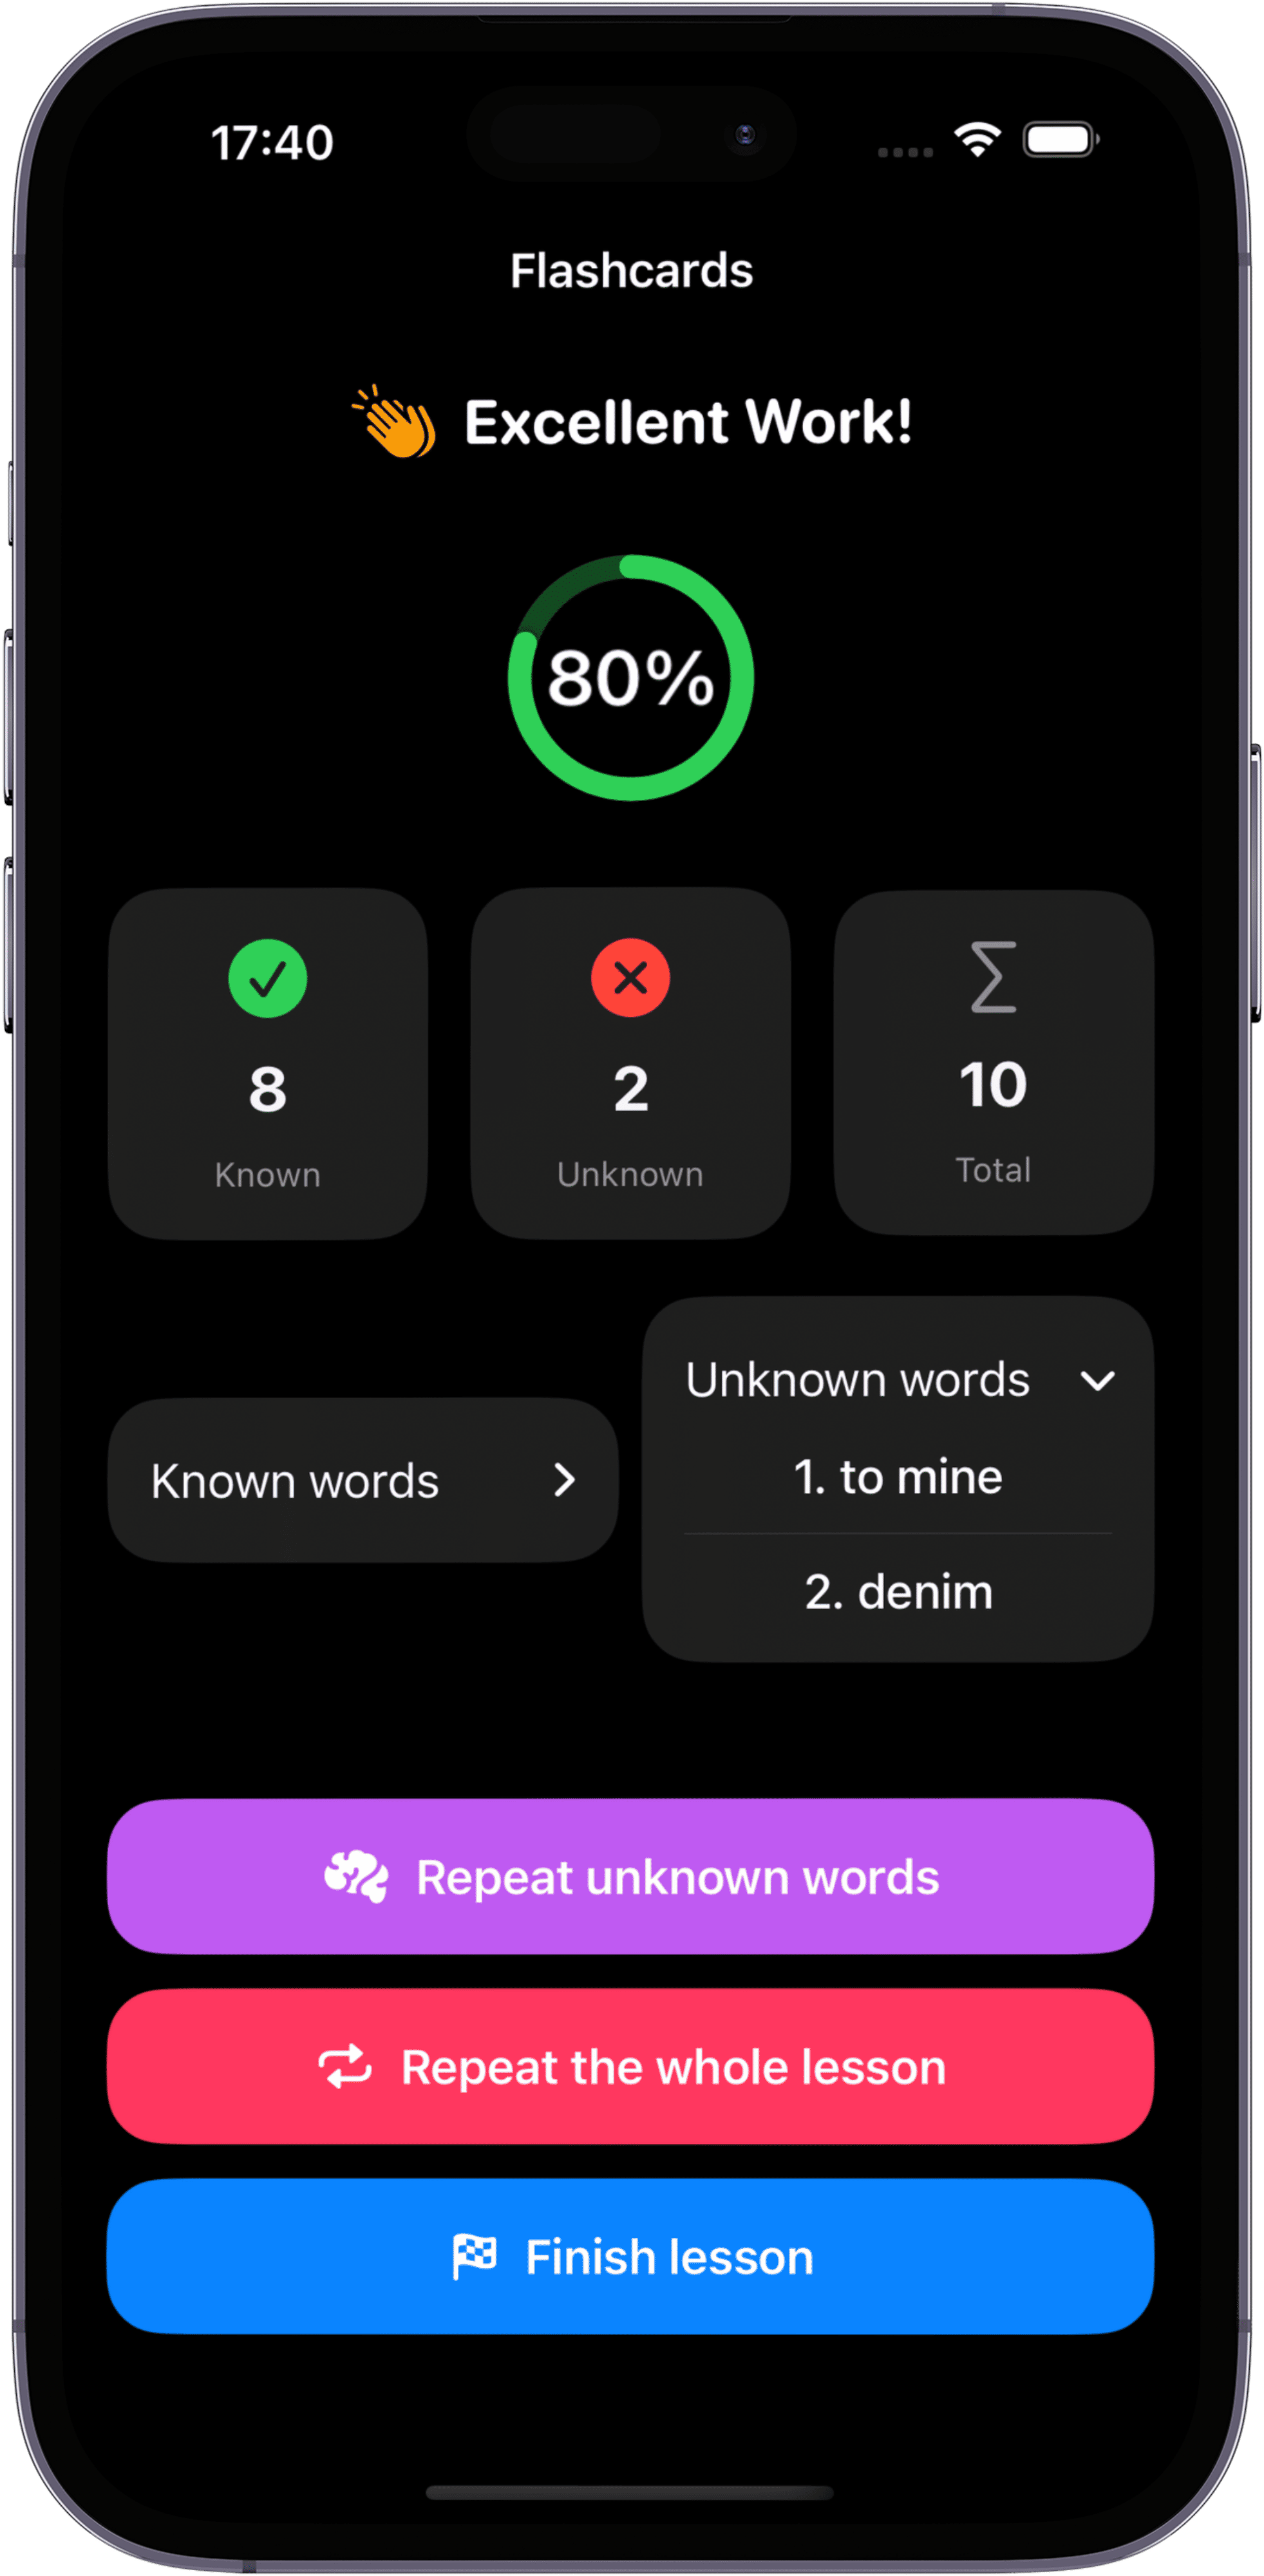 17:40
Flashcards
Excellent Work!
80%
8
Known
2
Unknown
10
Total
Known words
Unknown words
1. to mine
2. denim
Repeat unknown words
Repeat the whole lesson
Finish lesson